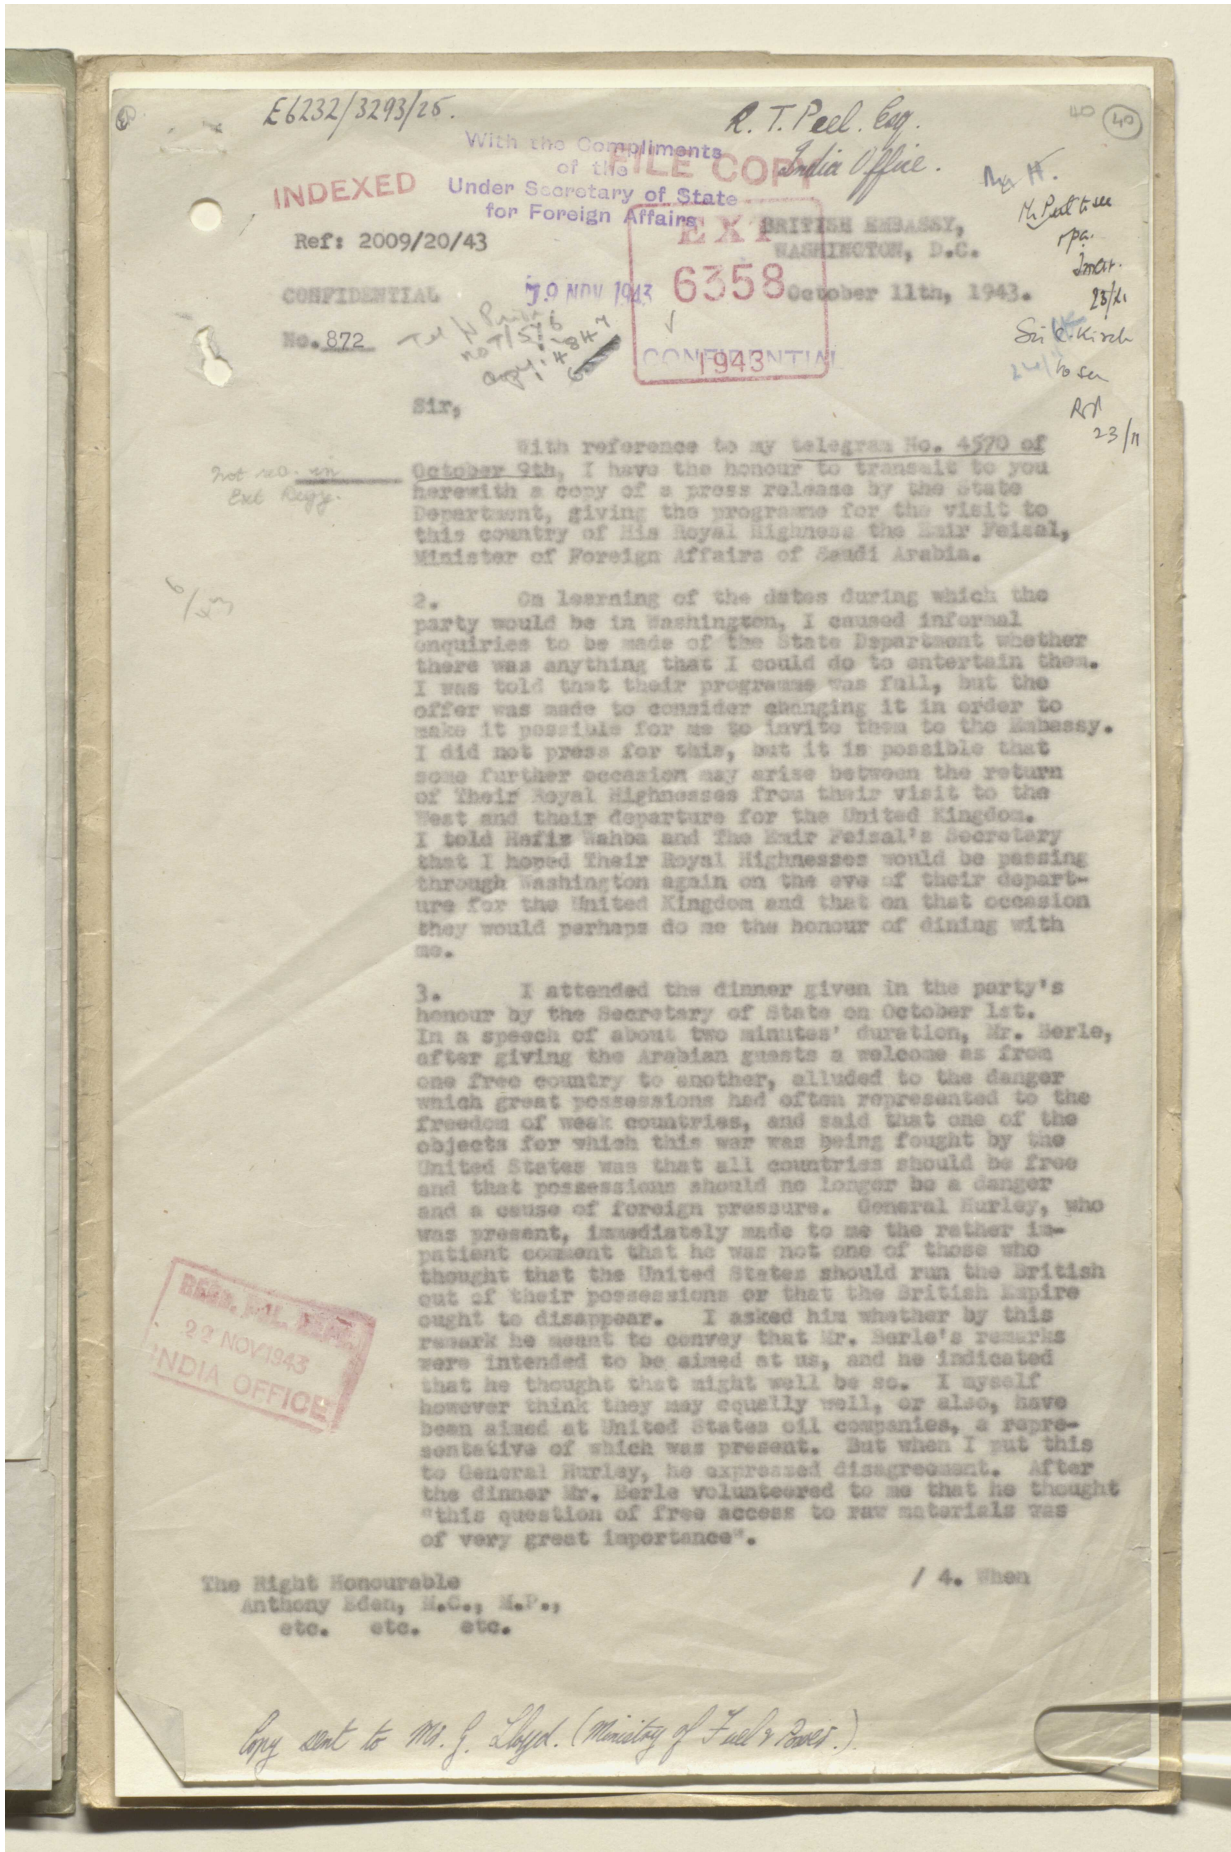 E6232/3293/25.
R. T. Peel. Esq.
India Office.
40
40
With the Compliments
of the
Under Secretary of State
for Foreign Affairs
FILE COPY
INDEXED
Mr Peel to see
Ref: 2009/20/43
EXT
6358
1943
BRITISH EMBASSY,
WASHINGTON, D.C.
CONFIDENTIAL
NOV 1943
October 11th, 1943.
No. 872
CONFIDENTIAL
23/11
Sir,
With reference to my telegram No. 4570 of
October 9th, I have the honour to transmit to you
herewith a copy of a press release by the State
Department, giving the programme for the visit to
this country of His Royal Highness the Emir Feisal,
Minister of Foreign Affairs of Saudi Arabia.
not rec. in
Ext Regy.
2. On learning of the dates during which the
party would be in Washington, I caused informal
enquiries to be made of the State Department whether
there was anything that I could do to entertain them.
I was told that their programme was full, but the
offer was made to consider changing it in order to
make it possible for me to invite them to the Embassy.
I did not press for this, but it is possible that
some further occasion may arise between the return
of Their Royal Highnesses from their visit to the
West and their departure for the United Kingdom.
I told Hafiz Wahba and The Emir Feisal's Secretary
that I hoped Their Royal Highnesses would be passing
through Washington again on the eve of their depart-
ure for the United Kingdom and that on that occasion
they would perhaps do me the honour of dining with
me.
3. I attended the dinner given in the party's
honour by the Secretary of State on October 1st.
In a speech of about two minutes' duration, Mr. Berle,
after giving the Arabian guests a welcome as from
one free country to another, alluded to the danger
which great possessions had often represented to the
freedom of weak countries, and said that one of the
objects for which this war was being fought by the
United States was that all countries should be free
and that possessions should no longer be a danger
and a cause of foreign pressure. General Hurley, who
was present, immediately made to me the rather im-
patient comment that he was not one of those who
thought that the United States should run the British
out of their possessions or that the British Empire
ought to disappear. I asked him whether by this
remark he meant to convey that Mr. Berle's remarks
were intended to be aimed at us, and he indicated
that he thought that might well be so. I myself
however think they may equally well, or also, have
been aimed at United States oil companies, a repre-
sentative of which was present. But when I put this
to General Hurley, he expressed disagreement. After
the dinner Mr. Berle volunteered to me that he thought
"this question of free access to raw materials was
of very great importance".
22 NOV 1943
INDIA OFFICE
The Right Honourable
Anthony Eden, M.C., M.P.,
etc. etc. etc.
/ 4. When
Copy sent to Mr. G. Lloyd. (Ministry of Fuel & Power.)